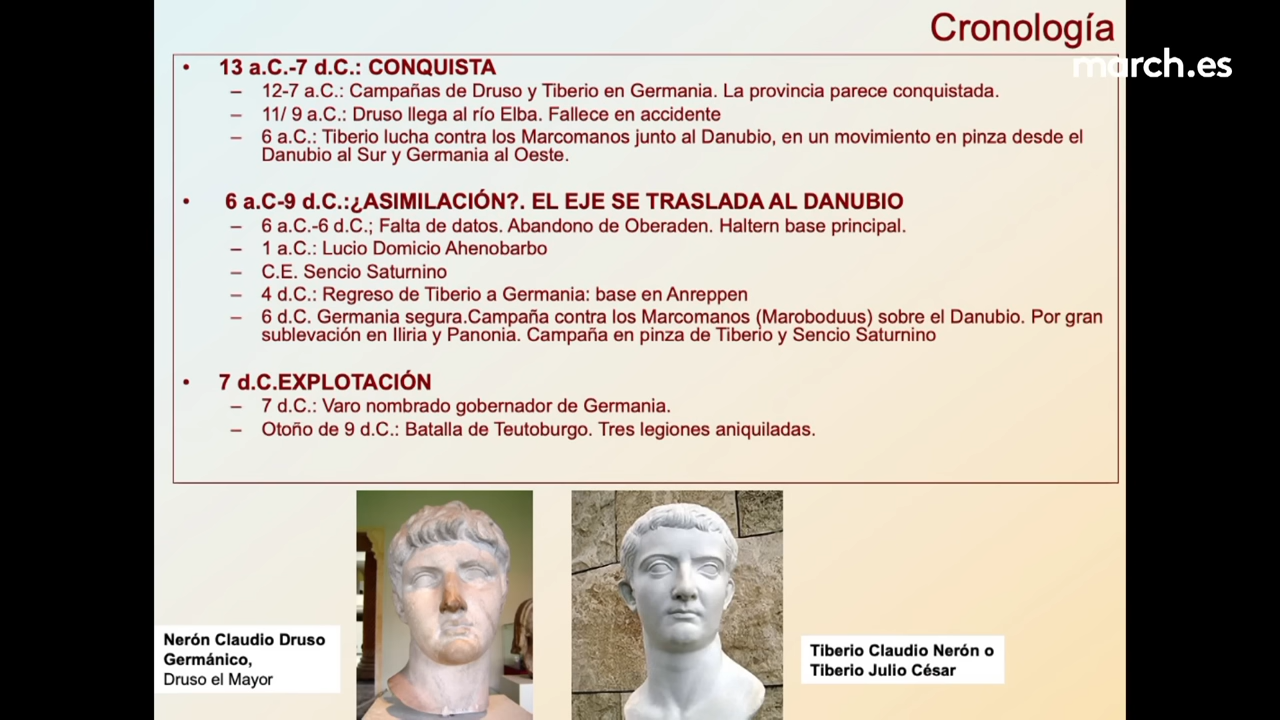 Cronología
march.es
• 13 a.C.-7 d.C.: CONQUISTA
– 12-7 a.C.: Campañas de Druso y Tiberio en Germania. La provincia parece conquistada.
– 11/ 9 a.C.: Druso llega al río Elba. Fallece en accidente
– 6 a.C.: Tiberio lucha contra los Marcomanos junto al Danubio, en un movimiento en pinza desde el
Danubio al Sur y Germania al Oeste.
• 6 a.C-9 d.C.:¿ASIMILACIÓN?. EL EJE SE TRASLADA AL DANUBIO
– 6 a.C.-6 d.C.; Falta de datos. Abandono de Oberaden. Haltern base principal.
– 1 a.C.: Lucio Domicio Ahenobarbo
– C.E. Sencio Saturnino
– 4 d.C.: Regreso de Tiberio a Germania: base en Anreppen
– 6 d.C. Germania segura.Campaña contra los Marcomanos (Maroboduus) sobre el Danubio. Por gran
sublevación en Iliria y Panonia. Campaña en pinza de Tiberio y Sencio Saturnino
• 7 d.C.EXPLOTACIÓN
– 7 d.C.: Varo nombrado gobernador de Germania.
– Otoño de 9 d.C.: Batalla de Teutoburgo. Tres legiones aniquiladas.
Nerón Claudio Druso
Germánico,
Druso el Mayor
Tiberio Claudio Nerón o
Tiberio Julio César